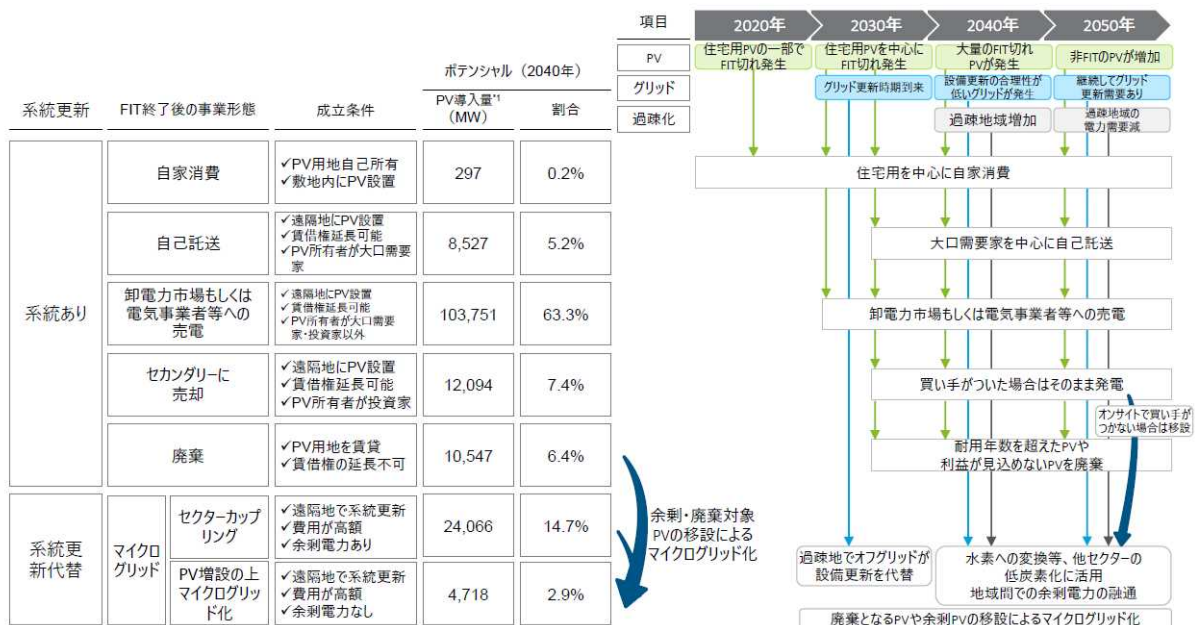 ポテンシャル（2040年）
系統更新
FIT終了後の事業形態
成立条件
PV導入量*1
（MW）
割合
系統あり
自家消費
✓PV用地自己所有
✓敷地内にPV設置
297
0.2%
自己託送
✓遠隔地にPV設置
✓賃借権延長可能
✓PV所有者が大口需要
家
8,527
5.2%
卸電力市場もしくは
電気事業者等への
売電
✓遠隔地にPV設置
✓賃借権延長可能
✓PV所有者が大口需要
家・投資家以外
103,751
63.3%
セカンダリーに
売却
✓遠隔地にPV設置
✓賃借権延長可能
✓PV所有者が投資家
12,094
7.4%
廃棄
✓PV用地を賃貸
✓賃借権の延長不可
10,547
6.4%
系統更
新代替
マイクロ
グリッド
セクターカップ
リング
✓遠隔地で系統更新
✓費用が高額
✓余剰電力あり
24,066
14.7%
PV増設の上
マイクログリッ
ド化
✓遠隔地で系統更新
✓費用が高額
✓余剰電力なし
4,718
2.9%
余剰・廃棄対象
PVの移設による
マイクログリッド化
項目
2020年
2030年
2040年
2050年
PV
住宅用PVの一部で
FIT切れ発生
住宅用PVを中心に
FIT切れ発生
大量のFIT切れ
PVが発生
非FITのPVが増加
グリッド
グリッド更新時期到来
設備更新の合理性が
低いグリッドが発生
継続してグリッド
更新需要あり
過疎化
過疎地域増加
過疎地域の
電力需要減
住宅用を中心に自家消費
大口需要家を中心に自己託送
卸電力市場もしくは電気事業者等への売電
買い手がついた場合はそのまま発電
オンサイトで買い手が
つかない場合は移設
耐用年数を超えたPVや
利益が見込めないPVを廃棄
過疎地でオフグリッドが
設備更新を代替
水素への変換等、他セクターの
低炭素化に活用
地域間での余剰電力の融通
廃棄となるPVや余剰PVの移設によるマイクログリッド化